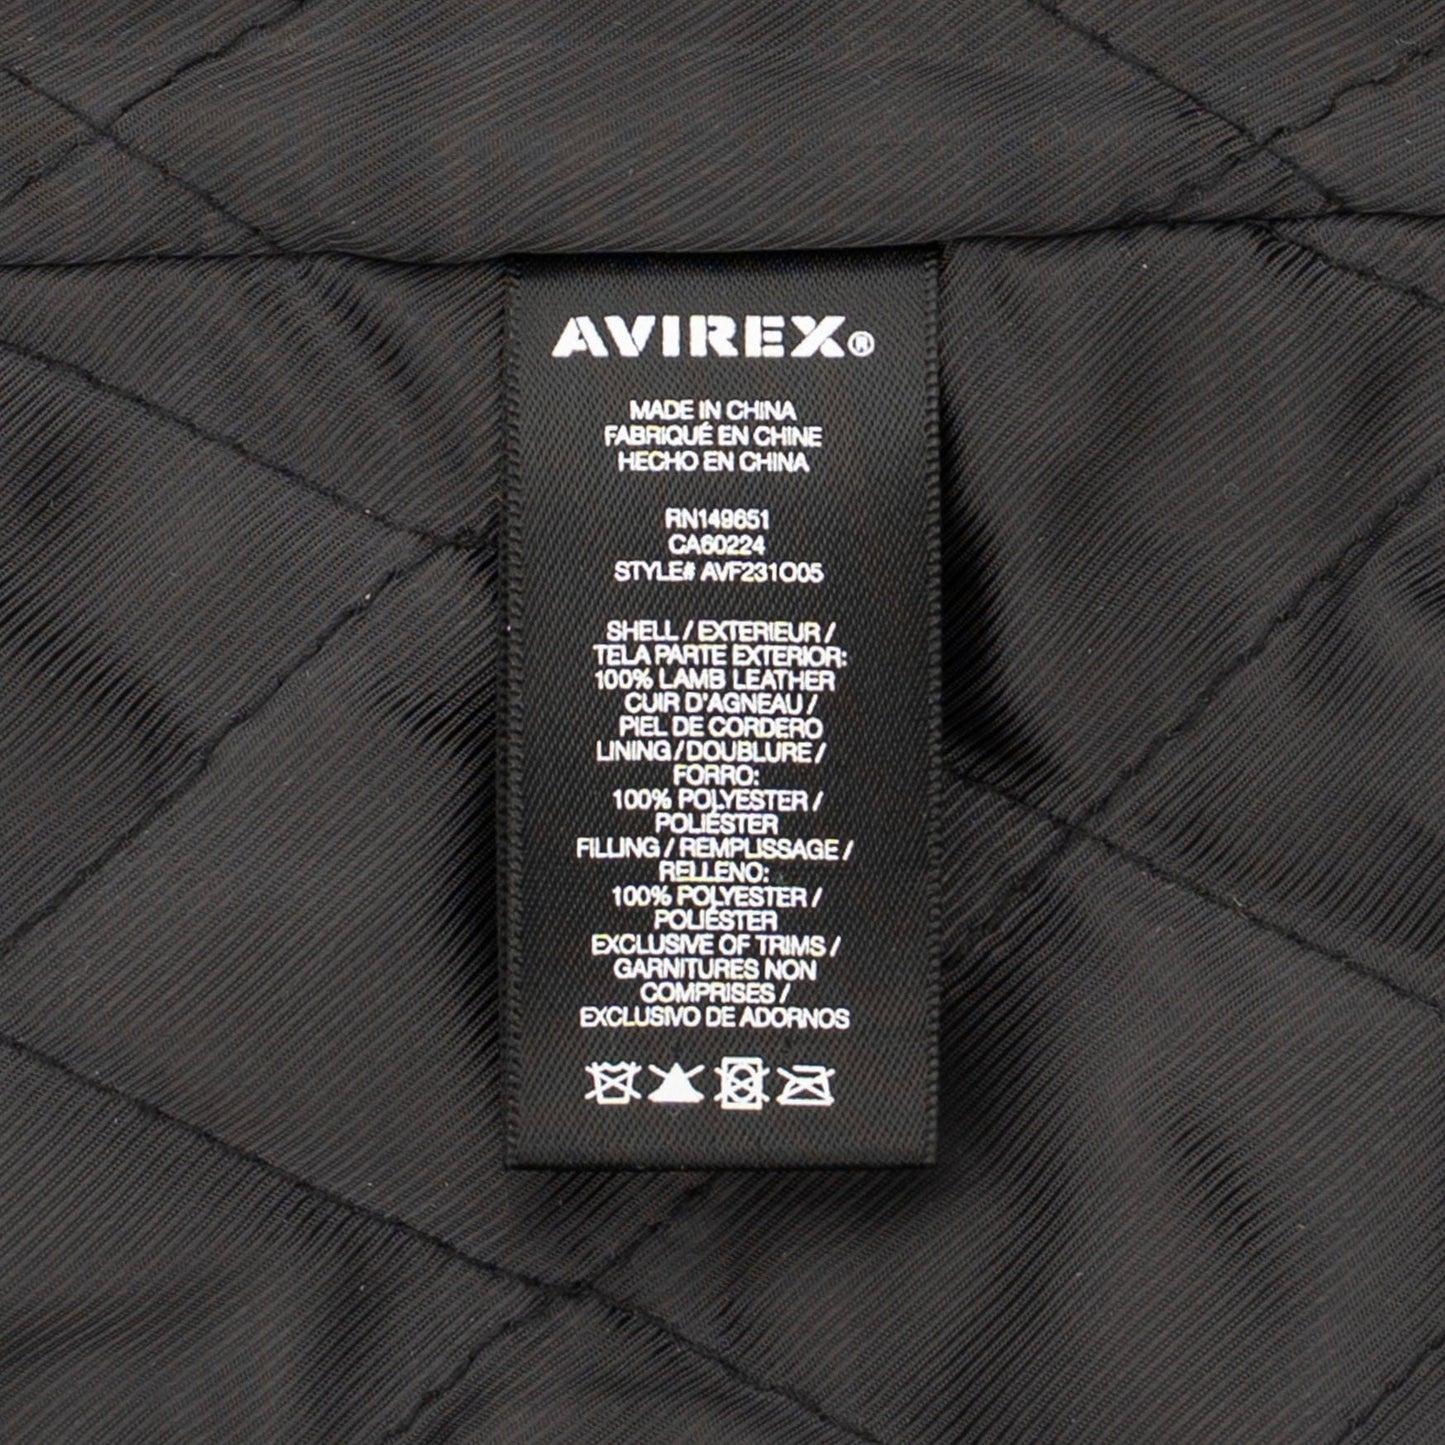 AVIREX®
MADE IN CHINA
FABRIQUÉ EN CHINE
HECHO EN CHINA
RN149651
CA60224
STYLE# AVF231O05
SHELL / EXTERIEUR /
TELA PARTE EXTERIOR:
100% LAMB LEATHER
CUIR D'AGNEAU /
PIEL DE CORDERO
LINING / DOUBLURE /
FORRO:
100% POLYESTER /
POLIÉSTER
FILLING / REMPLISSAGE /
RELLENO:
100% POLYESTER /
POLIÉSTER
EXCLUSIVE OF TRIMS /
GARNITURES NON
COMPRISES /
EXCLUSIVO DE ADORNOS